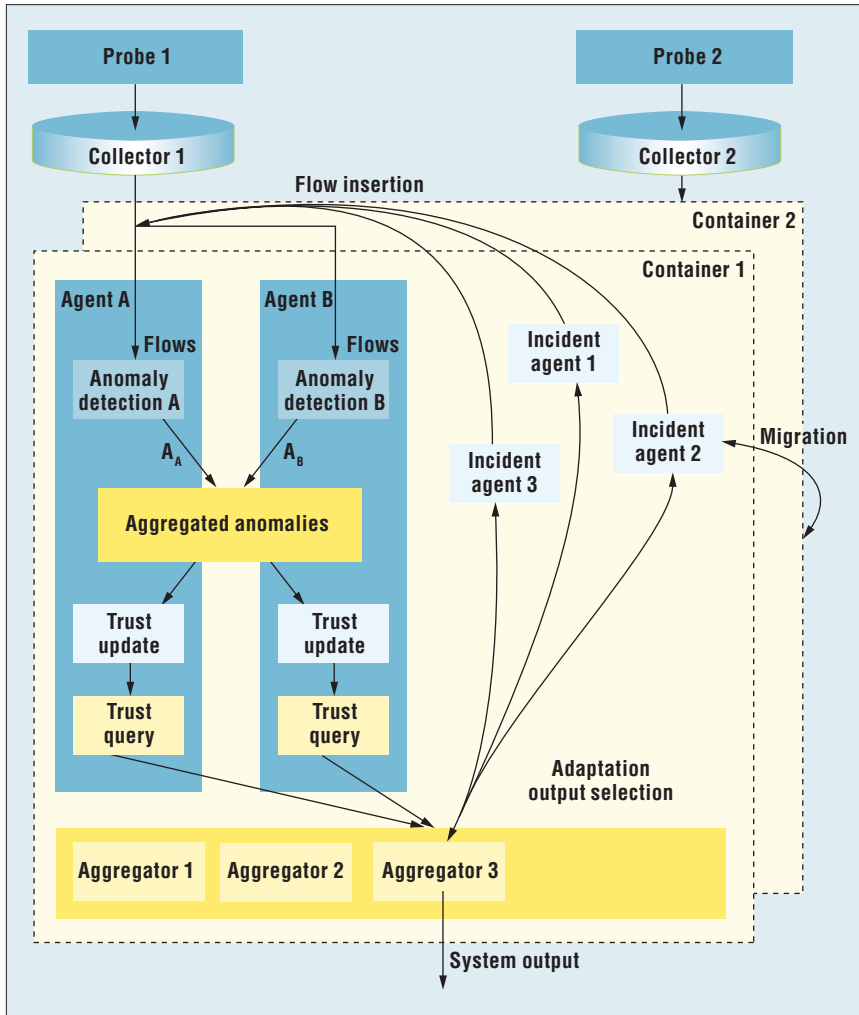 Probe 1
Probe 2
Collector 1
Collector 2
Flow insertion
Container 2
Container 1
Agent A
Agent B
Flows
Flows
Anomaly
detection A
Anomaly
detection B
Incident
agent 1
Incident
agent 2
Incident
agent 3
Migration
A_A
A_B
Aggregated anomalies
Trust
update
Trust
update
Trust
query
Trust
query
Adaptation
output selection
Aggregator 1
Aggregator 2
Aggregator 3
System output